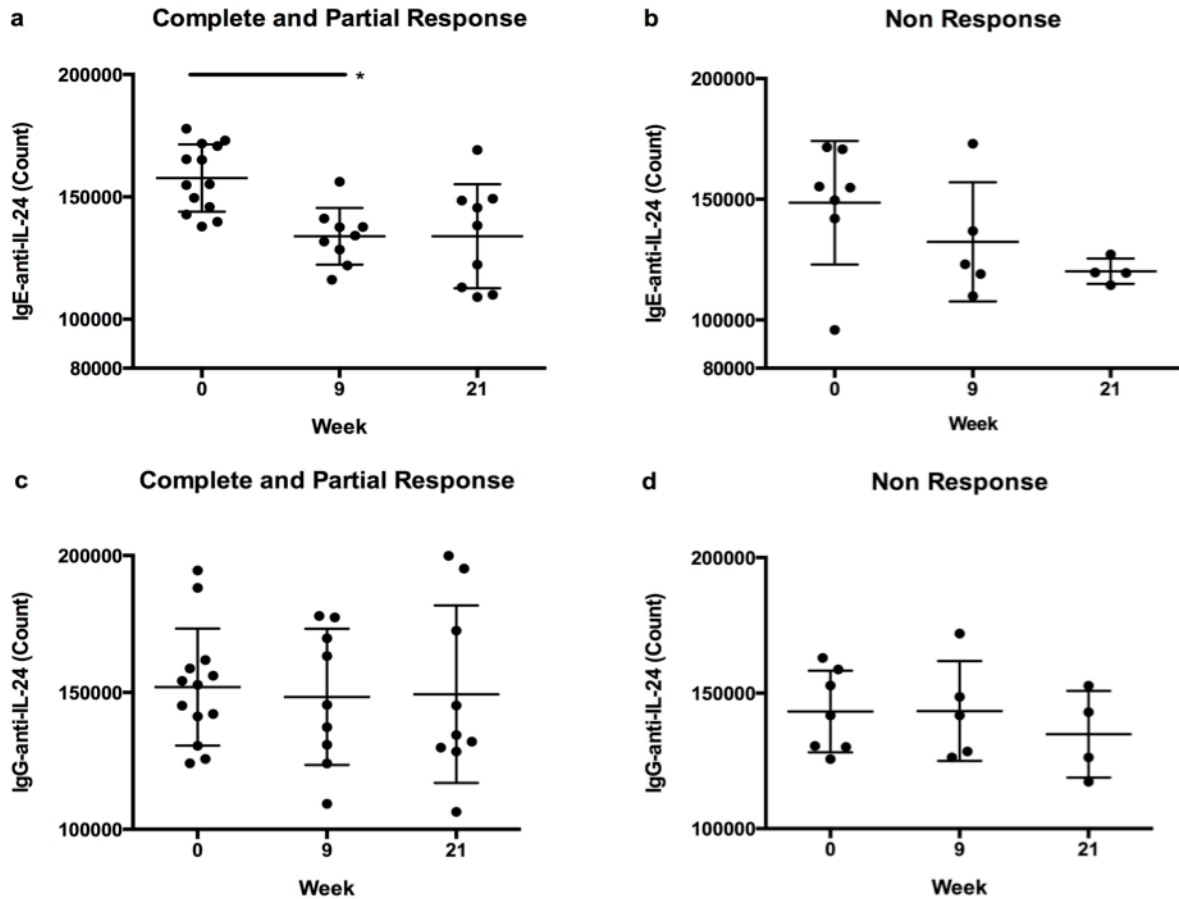 a
Complete and Partial Response
IgE-anti-IL-24 (Count)
200000
150000
100000
80000
*
0 9 21
Week
b
Non Response
IgE-anti-IL-24 (Count)
200000
150000
100000
80000
0 9 21
Week
c
Complete and Partial Response
IgG-anti-IL-24 (Count)
200000
150000
100000
0 9 21
Week
d
Non Response
IgG-anti-IL-24 (Count)
200000
150000
100000
0 9 21
Week